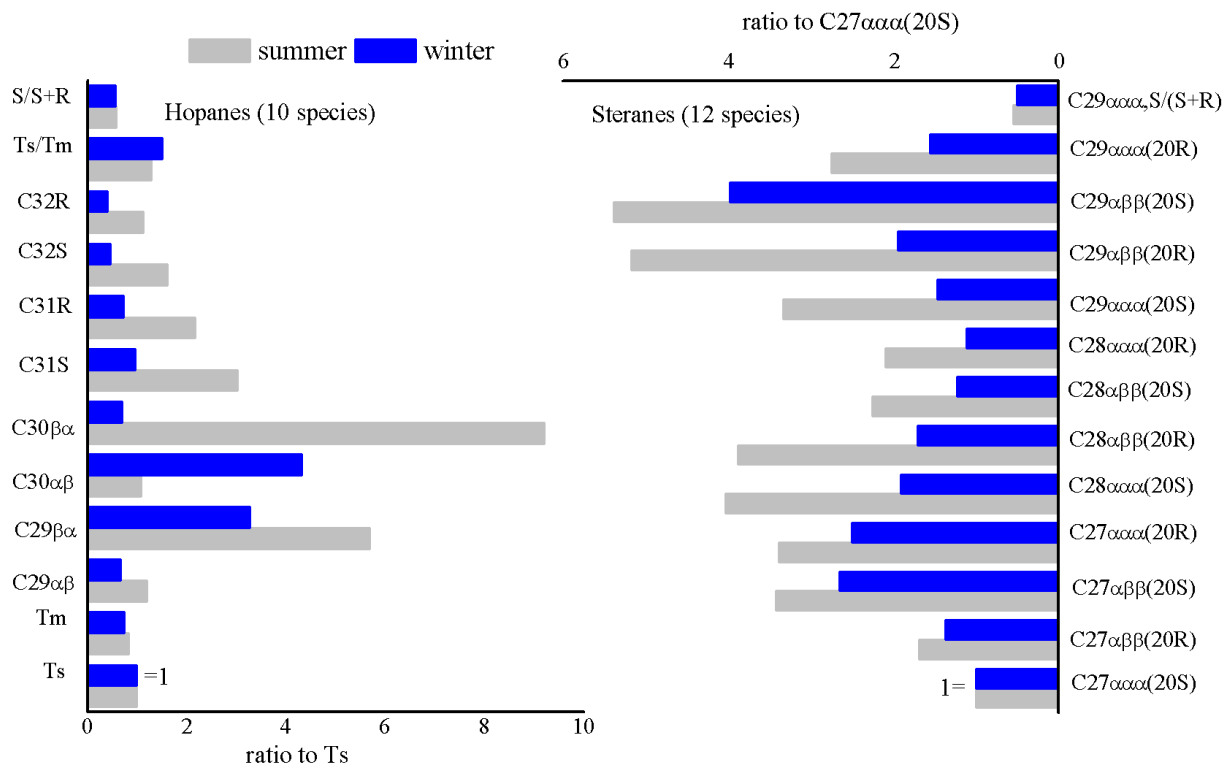 ratio to C27ααα(20S)
summer
winter
6
4
2
0
Hopanes (10 species)
Steranes (12 species)
S/S+R
Ts/Tm
C32R
C32S
C31R
C31S
C30βα
C30αβ
C29βα
C29αβ
Tm
Ts
=1
0
2
4
6
8
10
ratio to Ts
C29ααα,S/(S+R)
C29ααα(20R)
C29αββ(20S)
C29αββ(20R)
C29ααα(20S)
C28ααα(20R)
C28αββ(20S)
C28αββ(20R)
C28ααα(20S)
C27ααα(20R)
C27αββ(20S)
C27αββ(20R)
1=
C27ααα(20S)